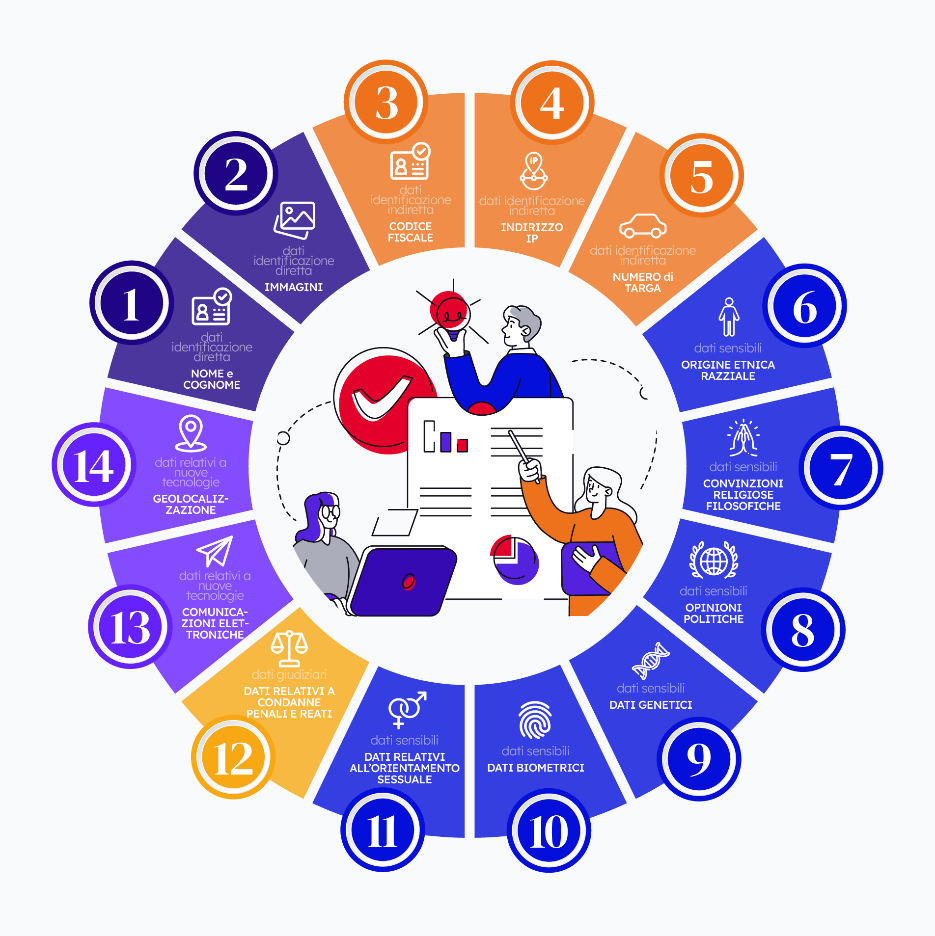 1
dati
identificazione
diretta
NOME e
COGNOME
2
dati
identificazione
diretta
IMMAGINI
3
dati
identificazione
indiretta
CODICE
FISCALE
4
IP
dati identificazione
indiretta
INDIRIZZO
IP
5
dati identificazione
indiretta
NUMERO di
TARGA
6
dati sensibili
ORIGINE ETNICA
RAZZIALE
7
dati sensibili
CONVINZIONI
RELIGIOSE
FILOSOFICHE
8
dati sensibili
OPINIONI
POLITICHE
9
dati sensibili
DATI GENETICI
10
dati sensibili
DATI BIOMETRICI
11
dati sensibili
DATI RELATIVI
ALL'ORIENTAMENTO
SESSUALE
12
dati giudiziari
DATI RELATIVI A
CONDANNE
PENALI E REATI
13
dati relativi a
nuove
tecnologie
COMUNICA-
ZIONI ELET-
TRONICHE
14
dati relativi a
nuove
tecnologie
GEOLOCALIZ-
ZAZIONE